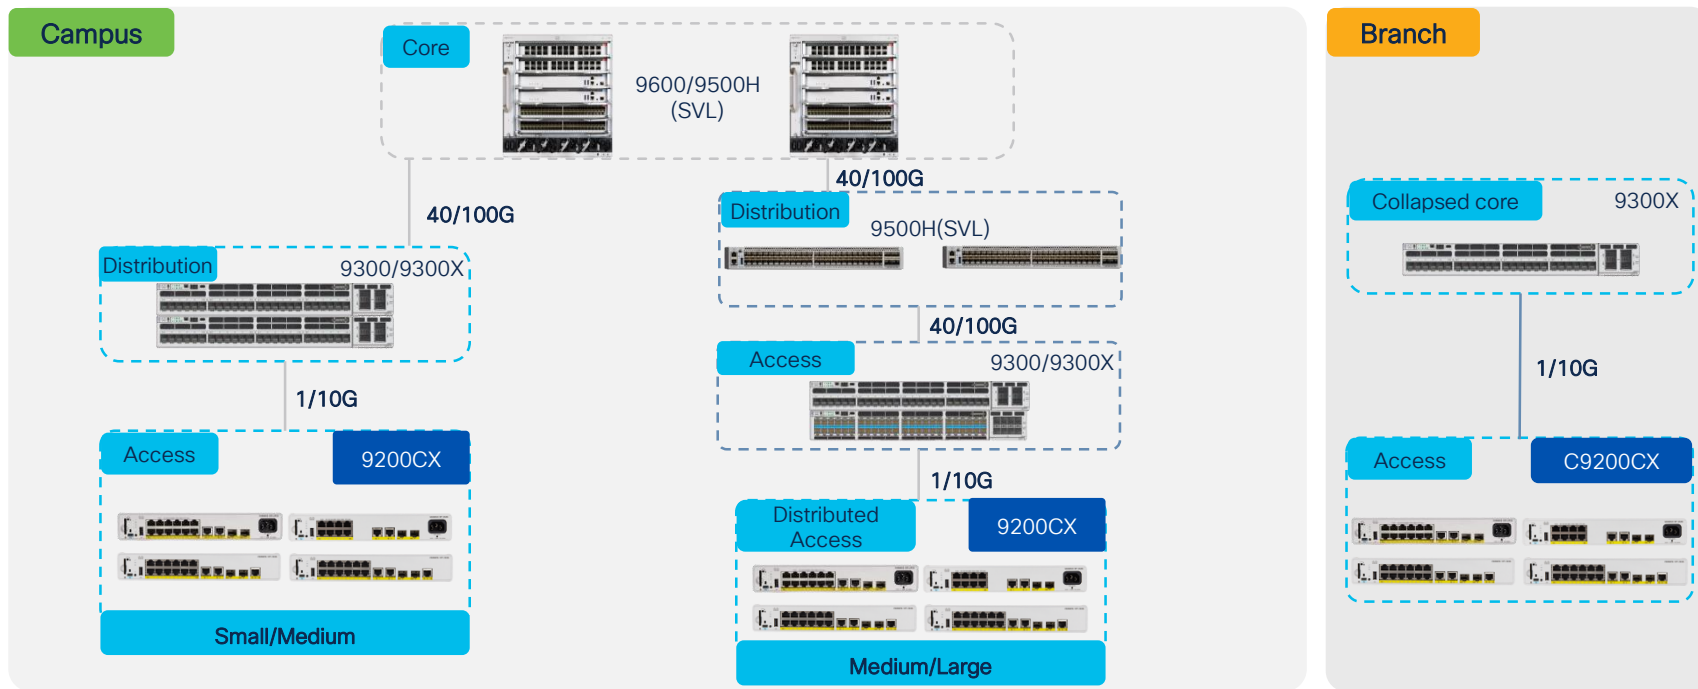 Campus
Core
9600/9500H
(SVL)
40/100G
40/100G
Distribution
9300/9300X
1/10G
Access
9200CX
Small/Medium
Distribution
9500H(SVL)
40/100G
Access
9300/9300X
1/10G
Distributed
Access
9200CX
Medium/Large
Branch
Collapsed core
9300X
1/10G
Access
C9200CX